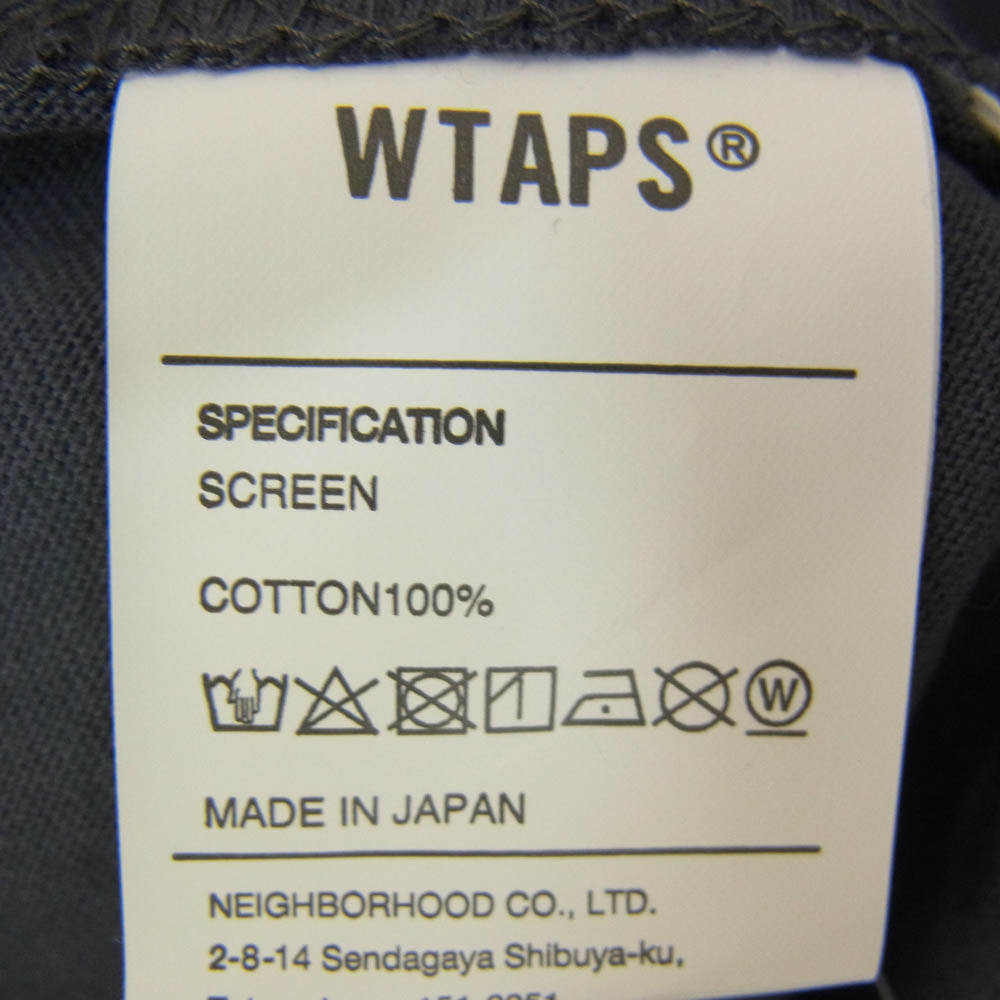 WTAPS®
SPECIFICATION
SCREEN
COTTON100%
W
MADE IN JAPAN
NEIGHBORHOOD CO., LTD.
2-8-14 Sendagaya Shibuya-ku,